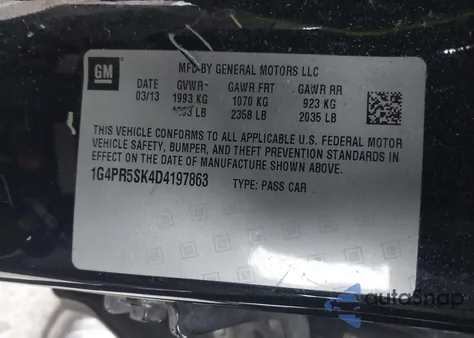 GM
MFD BY GENERAL MOTORS LLC
DATE GVWR GAWR FRT GAWR RR
03/13 1993 KG 1070 KG 923 KG
LB 2358 LB 2035 LB
THIS VEHICLE CONFORMS TO ALL APPLICABLE U.S. FEDERAL MOTOR
VEHICLE SAFETY, BUMPER, AND THEFT PREVENTION STANDARDS IN
EFFECT ON THE DATE OF MANUFACTURE SHOWN ABOVE.
1G4PR5SK4D4197863 TYPE: PASS CAR
autoSnap